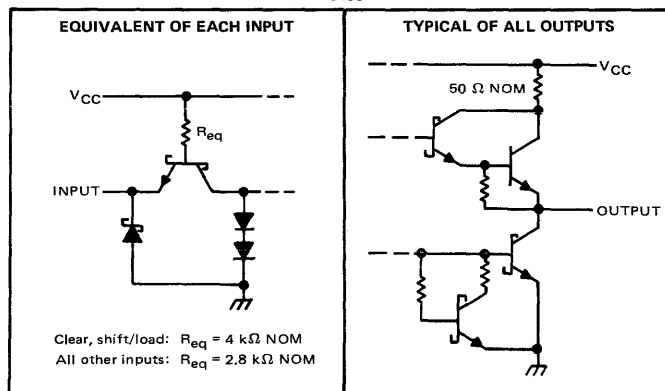 EQUIVALENT OF EACH INPUT
VCC
Req
INPUT
Clear, shift/load: Req = 4 kΩ NOM
All other inputs: Req = 2.8 kΩ NOM
TYPICAL OF ALL OUTPUTS
VCC
50 Ω NOM
OUTPUT